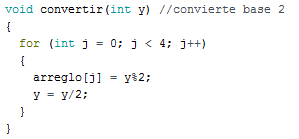 void convertir(int y) //convierte base 2
{
for (int j = 0; j < 4; j++)
{
arreglo[j] = y%2;
y = y/2;
}
}